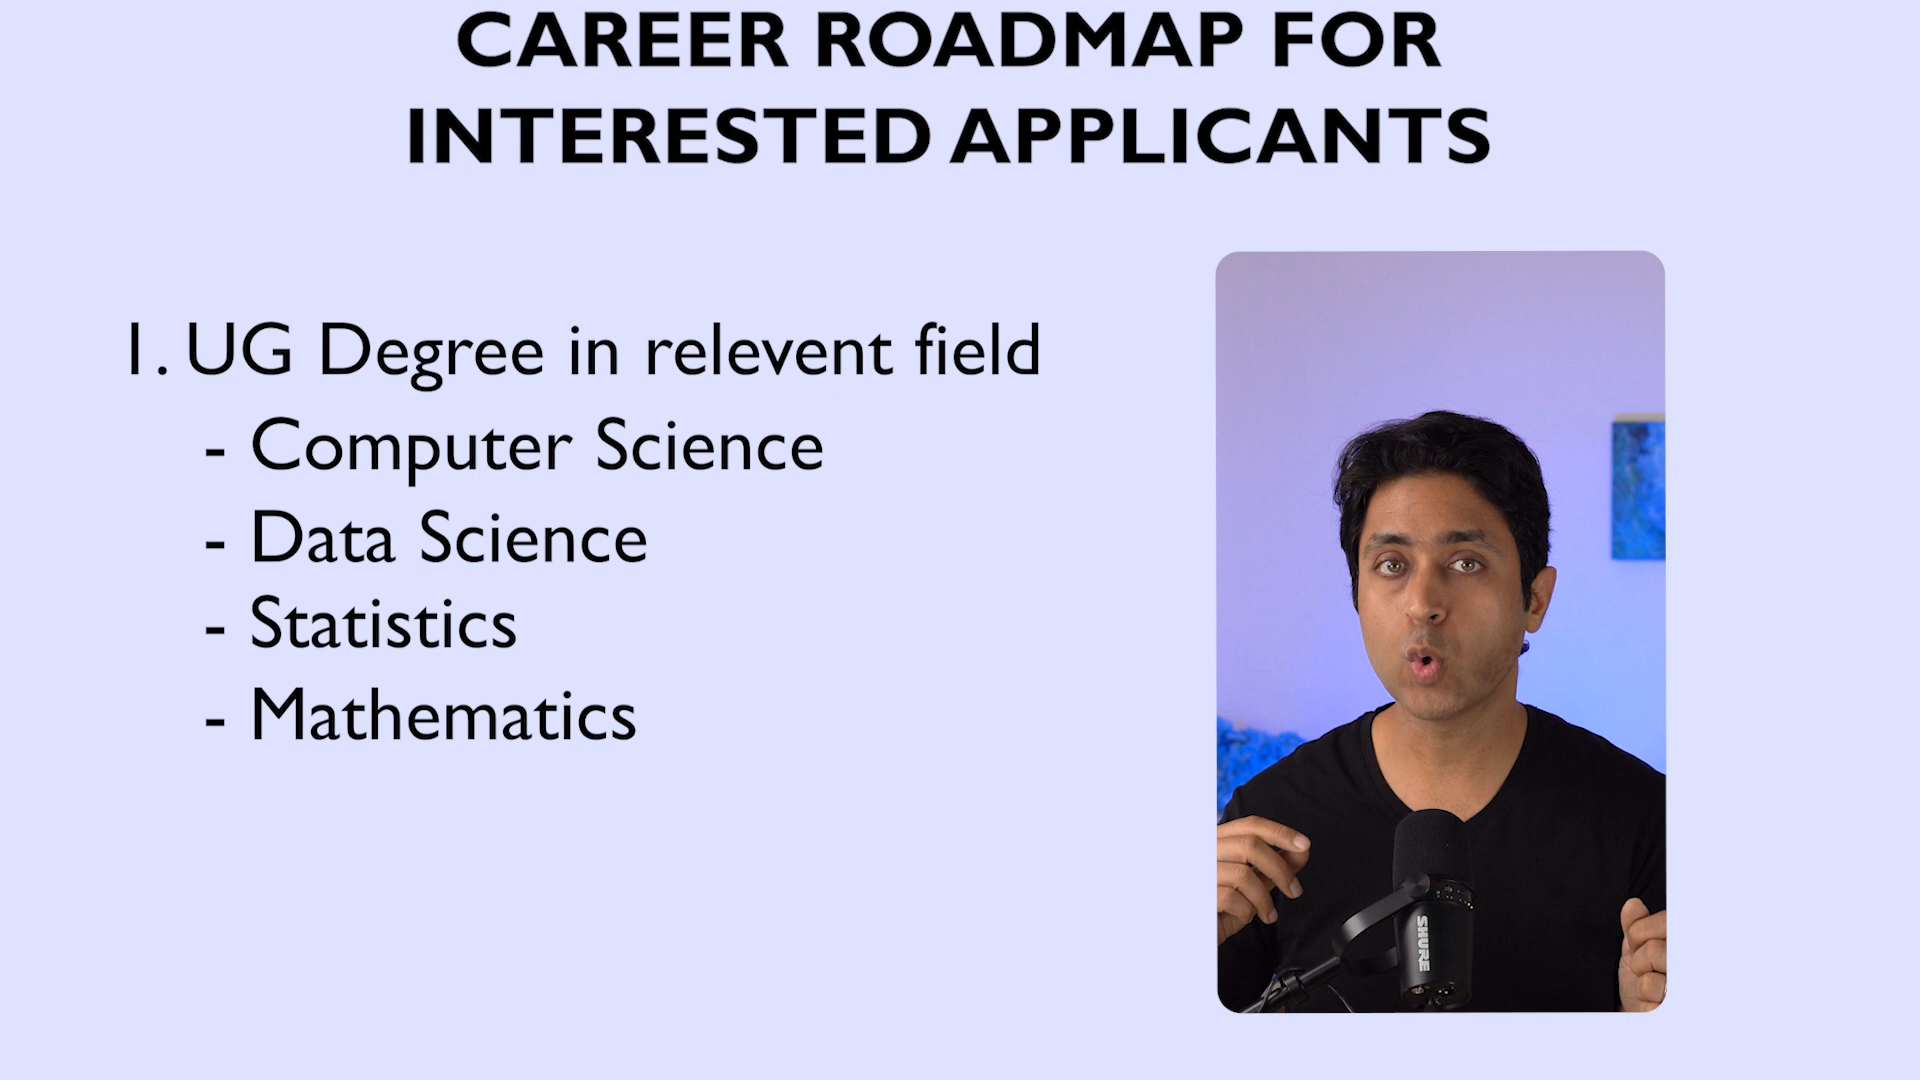 CAREER ROADMAP FOR
INTERESTED APPLICANTS
1. UG Degree in relevent field
- Computer Science
- Data Science
- Statistics
- Mathematics
SHURE